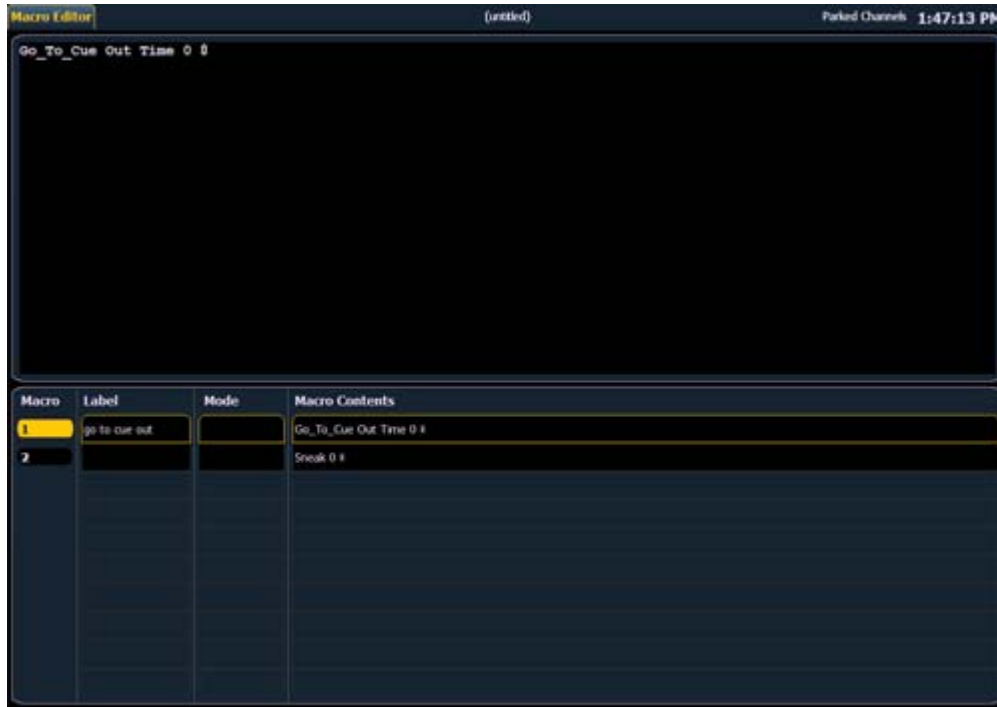 Macro Editor (untitled) Parked Channels 1:47:13 PM
Go_To_Cue Out Time 0
Macro Label Mode Macro Contents
1 go to cue out Go_To_Cue Out Time 0
2 Sneak 0